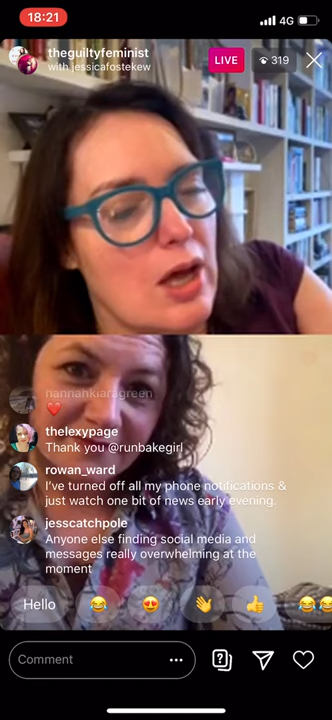 18:21
4G
theguiltyfeminist
with jessicafostekew
LIVE
319
hannahkiaragreen
❤️
thelexypage
Thank you @runbakegirl
rowan_ward
I've turned off all my phone notifications &
just watch one bit of news early evening.
jesscatchpole
Anyone else finding social media and
messages really overwhelming at the
moment
Hello 😂 😍 👋 👍 😂😂
Comment